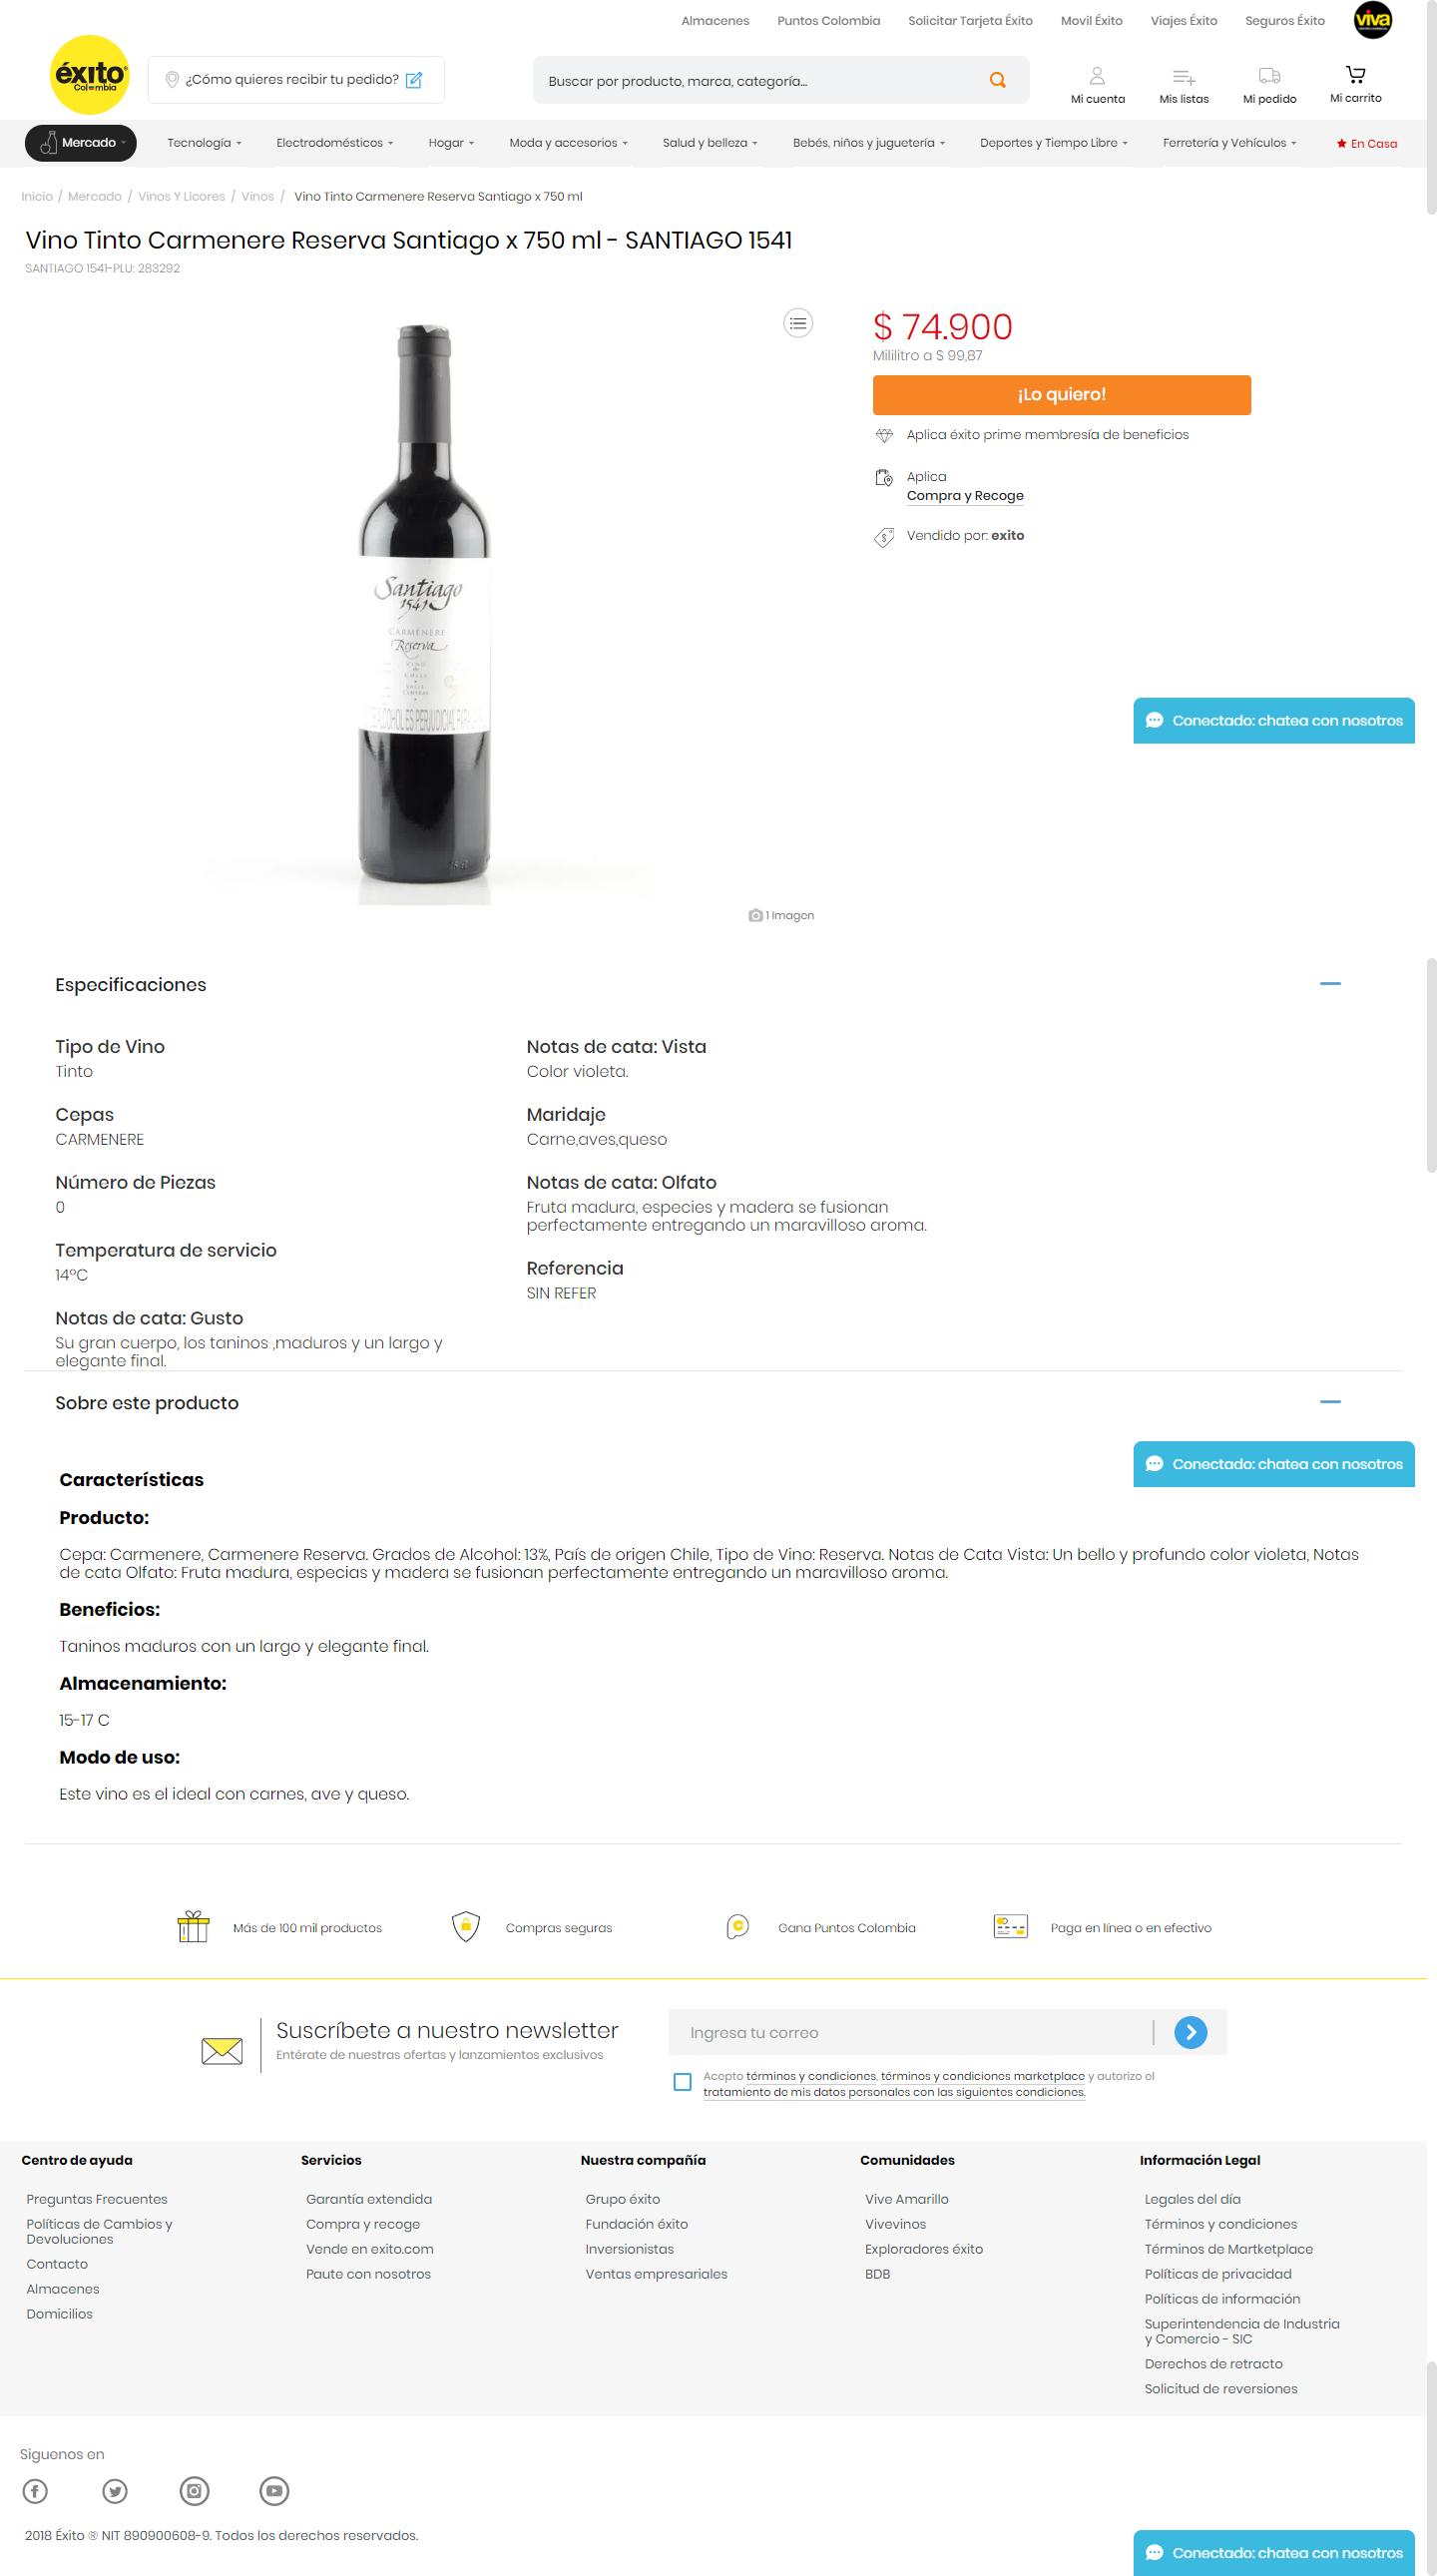 Almacenes Puntos Colombia Solicitar Tarjeta Éxito Movil Éxito Viajes Éxito Seguros Éxito viva
éxito
Colombia
¿Cómo quieres recibir tu pedido?
Buscar por producto, marca, categoría...
Mi cuenta Mis listas Mi pedido Mi carrito
Mercado Tecnología Electrodomésticos Hogar Moda y accesorios Salud y belleza Bebés, niños y juguetería Deportes y Tiempo Libre Ferretería y Vehículos En Casa
Inicio / Mercado / Vinos Y Licores / Vinos / Vino Tinto Carmenere Reserva Santiago x 750 ml
Vino Tinto Carmenere Reserva Santiago x 750 ml - SANTIAGO 1541
SANTIAGO 1541-PLU: 283292
Santiago
1541
CARMÉNÈRE
Reserva
VINO
de
CHILE
VALLE
CENTRAL
ALCOHOL ES PERJUDICIAL PARA
$ 74.900
Mililitro a $ 99,87
¡Lo quiero!
Aplica éxito prime membresía de beneficios
Aplica
Compra y Recoge
Vendido por: exito
Conectado: chatea con nosotros
1 Imagen
Especificaciones
Tipo de Vino
Tinto
Cepas
CARMENERE
Número de Piezas
0
Temperatura de servicio
14°C
Notas de cata: Gusto
Su gran cuerpo, los taninos ,maduros y un largo y
elegante final.
Notas de cata: Vista
Color violeta.
Maridaje
Carne,aves,queso
Notas de cata: Olfato
Fruta madura, especies y madera se fusionan
perfectamente entregando un maravilloso aroma.
Referencia
SIN REFER
Sobre este producto
Conectado: chatea con nosotros
Características
Producto:
Cepa: Carmenere, Carmenere Reserva. Grados de Alcohol: 13%, País de origen Chile, Tipo de Vino: Reserva. Notas de Cata Vista: Un bello y profundo color violeta, Notas
de cata Olfato: Fruta madura, especias y madera se fusionan perfectamente entregando un maravilloso aroma.
Beneficios:
Taninos maduros con un largo y elegante final.
Almacenamiento:
15-17 C
Modo de uso:
Este vino es el ideal con carnes, ave y queso.
Más de 100 mil productos Compras seguras Gana Puntos Colombia Paga en línea o en efectivo
Suscríbete a nuestro newsletter
Entérate de nuestras ofertas y lanzamientos exclusivos
Ingresa tu correo
Acepto términos y condiciones, términos y condiciones marketplace y autorizo el
tratamiento de mis datos personales con las siguientes condiciones.
Centro de ayuda
Preguntas Frecuentes
Políticas de Cambios y
Devoluciones
Contacto
Almacenes
Domicilios
Servicios
Garantía extendida
Compra y recoge
Vende en exito.com
Paute con nosotros
Nuestra compañía
Grupo éxito
Fundación éxito
Inversionistas
Ventas empresariales
Comunidades
Vive Amarillo
Vivevinos
Exploradores éxito
BDB
Información Legal
Legales del día
Términos y condiciones
Términos de Martketplace
Políticas de privacidad
Políticas de información
Superintendencia de Industria
y Comercio - SIC
Derechos de retracto
Solicitud de reversiones
Siguenos en
2018 Éxito ® NIT 890900608-9. Todos los derechos reservados.
Conectado: chatea con nosotros